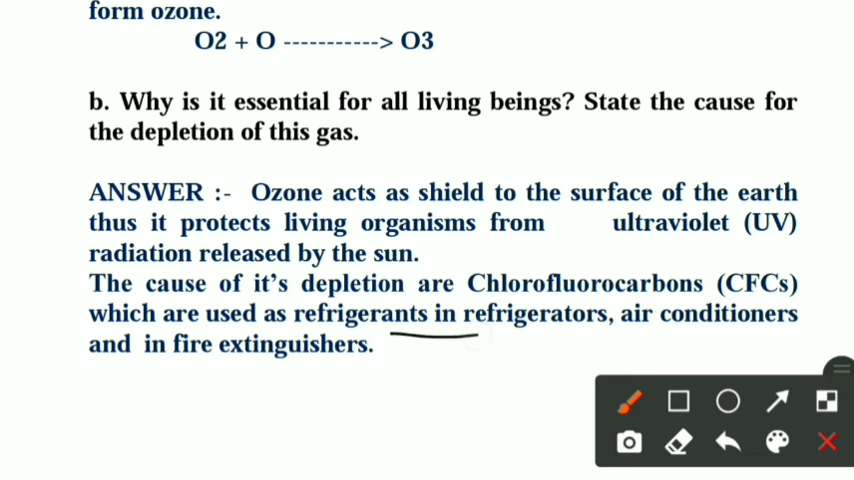 form ozone.
O2 + O -----------> O3
b. Why is it essential for all living beings? State the cause for
the depletion of this gas.
ANSWER :- Ozone acts as shield to the surface of the earth
thus it protects living organisms from ultraviolet (UV)
radiation released by the sun.
The cause of it's depletion are Chlorofluorocarbons (CFCs)
which are used as refrigerants in refrigerators, air conditioners
and in fire extinguishers.